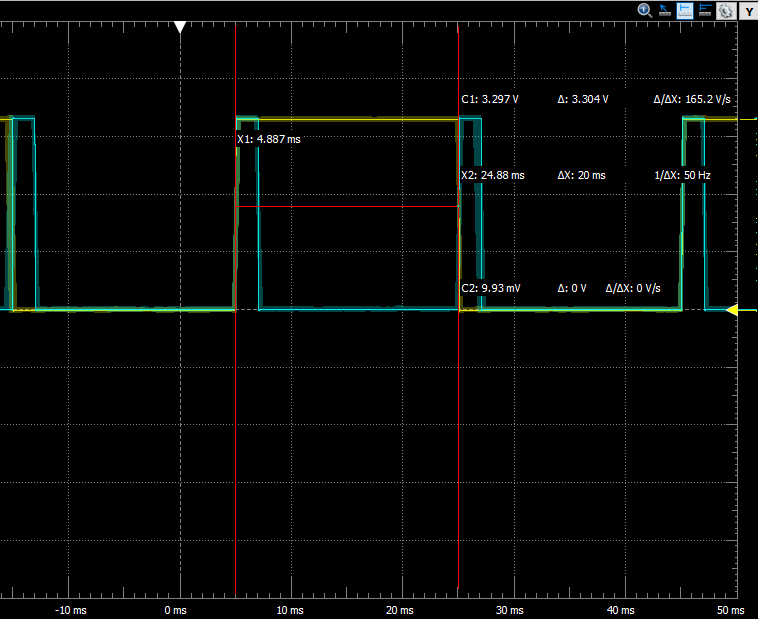 Y
C1: 3.297 V Δ: 3.304 V Δ/ΔX: 165.2 V/s
X1: 4.887 ms
X2: 24.88 ms ΔX: 20 ms 1/ΔX: 50 Hz
C2: 9.93 mV Δ: 0 V Δ/ΔX: 0 V/s
-10 ms 0 ms 10 ms 20 ms 30 ms 40 ms 50 ms